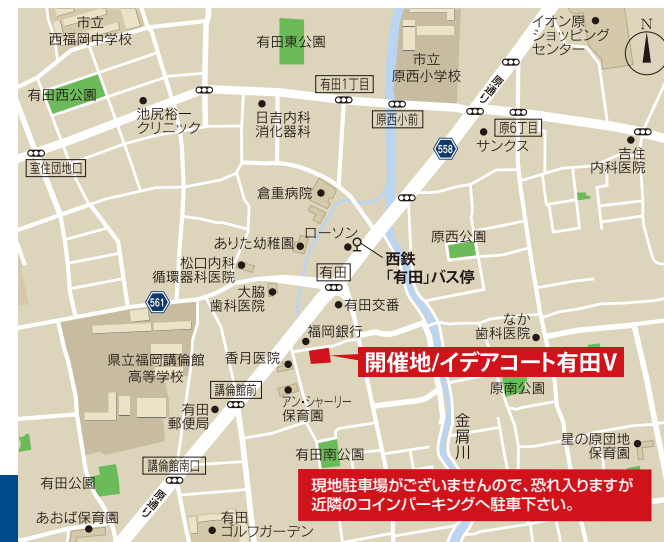 市立
西福岡中学校
有田東公園
市立
原西小学校
イオン原
ショッピング
センター
N
原通り
有田西公園
池尻裕一
クリニック
有田1丁目
日吉内科
消化器科
原西小前
原6丁目
サンクス
吉住
内科医院
558
室住団地口
倉重病院
ローソン
ありた幼稚園
西鉄
「有田」バス停
原西公園
松口内科
循環器科医院
有田
大脇
歯科医院
561
有田交番
福岡銀行
なか
歯科医院
県立福岡講倫館
高等学校
香月医院
開催地/イデアコート有田Ⅴ
講倫館前
アン・シャーリー
保育園
原南公園
有田
郵便局
金屑川
星の原団地
保育園
講倫館南口
有田南公園
有田公園
原通り
現地駐車場がございませんので、恐れ入りますが
近隣のコインパーキングへ駐車下さい。
あおば保育園
有田
ゴルフガーデン